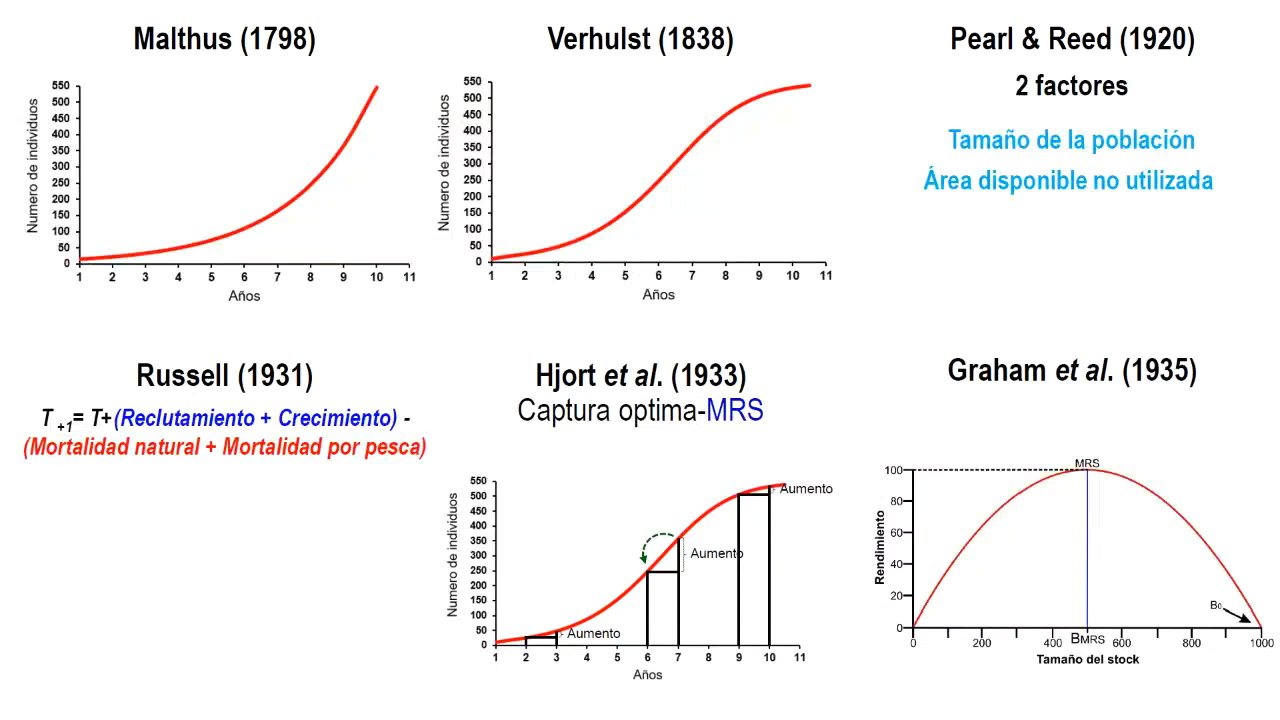 Malthus (1798)
Numero de individuos
550
500
450
400
350
300
250
200
150
100
50
0
1 2 3 4 5 6 7 8 9 10 11
Años
Verhulst (1838)
Numero de individuos
550
500
450
400
350
300
250
200
150
100
50
0
1 2 3 4 5 6 7 8 9 10 11
Años
Pearl & Reed (1920)
2 factores
Tamaño de la población
Área disponible no utilizada
Russell (1931)
T +1= T+(Reclutamiento + Crecimiento) -
(Mortalidad natural + Mortalidad por pesca)
Hjort et al. (1933)
Captura optima-MRS
Numero de individuos
550
500
450
400
350
300
250
200
150
100
50
0
Aumento
Aumento
Aumento
1 2 3 4 5 6 7 8 9 10 11
Años
Graham et al. (1935)
MRS
Rendimiento
100
80
60
40
20
0
B0
0 200 400 BMRS 600 800 1000
Tamaño del stock